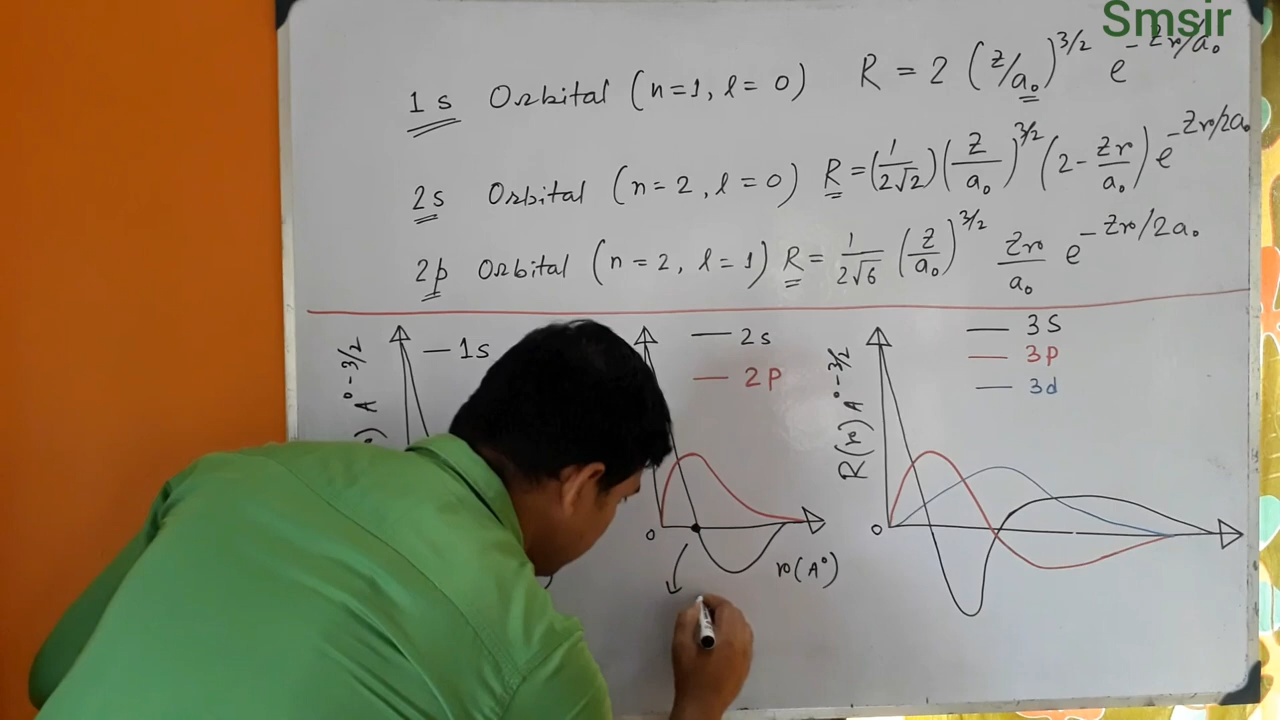 Smsir
1s Orbital (n=1, l=0) R = 2 (Z/a₀)^3/2 e^-Zr/a₀
2s Orbital (n=2, l=0) R = (1/2√2) (Z/a₀)^3/2 (2 - Zr/a₀) e^-Zr/2a₀
2p Orbital (n=2, l=1) R = 1/2√6 (Z/a₀)^3/2 Zr/a₀ e^-Zr/2a₀
) A°-3/2
1s
2s
2p
0
r(A°)
R(r) A°-3/2
3s
3p
3d
0